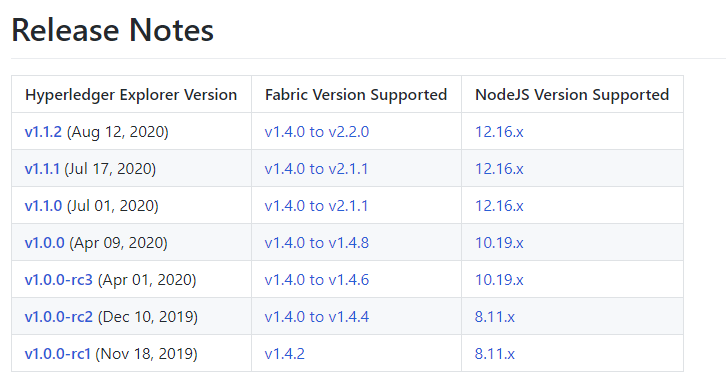 Release Notes
Hyperledger Explorer Version Fabric Version Supported NodeJS Version Supported
v1.1.2 (Aug 12, 2020) v1.4.0 to v2.2.0 12.16.x
v1.1.1 (Jul 17, 2020) v1.4.0 to v2.1.1 12.16.x
v1.1.0 (Jul 01, 2020) v1.4.0 to v2.1.1 12.16.x
v1.0.0 (Apr 09, 2020) v1.4.0 to v1.4.8 10.19.x
v1.0.0-rc3 (Apr 01, 2020) v1.4.0 to v1.4.6 10.19.x
v1.0.0-rc2 (Dec 10, 2019) v1.4.0 to v1.4.4 8.11.x
v1.0.0-rc1 (Nov 18, 2019) v1.4.2 8.11.x